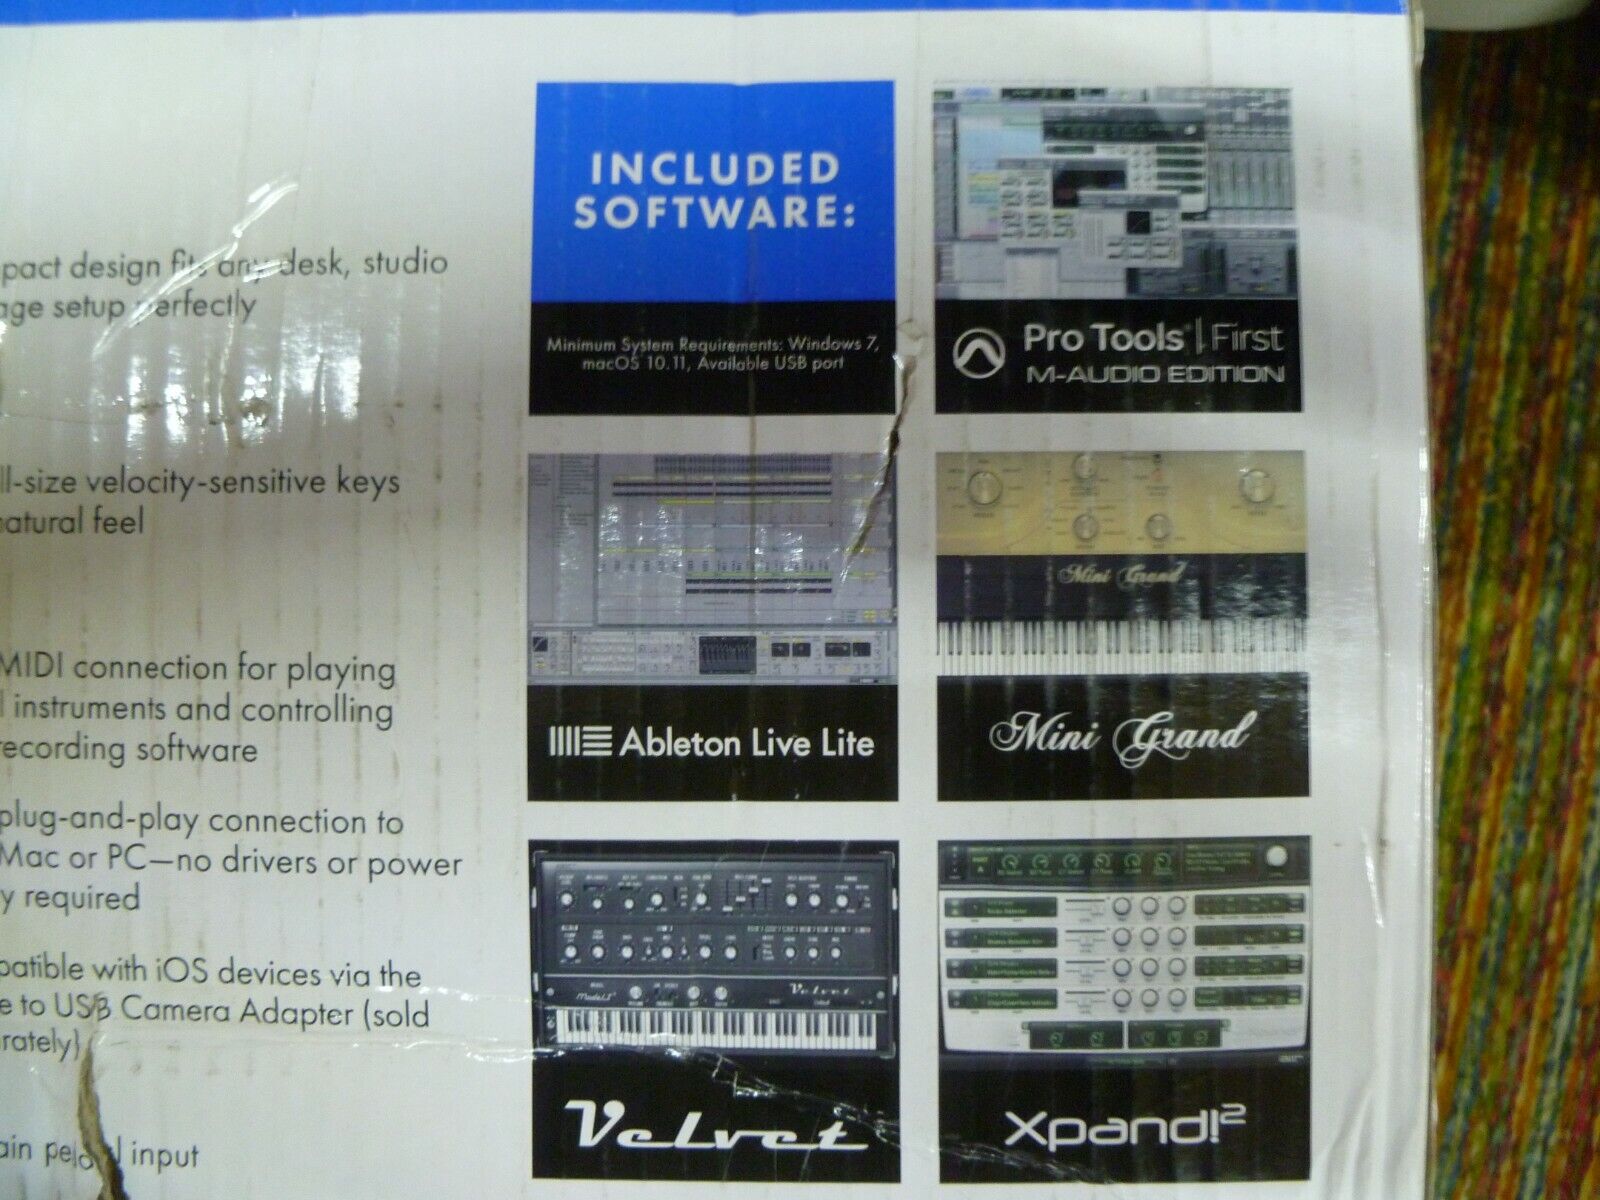 pact design fits any desk, studio
age setup perfectly
ll-size velocity-sensitive keys
natural feel
MIDI connection for playing
l instruments and controlling
recording software
plug-and-play connection to
Mac or PC—no drivers or power
y required
patible with iOS devices via the
e to USB Camera Adapter (sold
rately)
ain pedal input
INCLUDED
SOFTWARE:
Minimum System Requirements: Windows 7,
macOS 10.11, Available USB port
Pro Tools | First
M-AUDIO EDITION
Ableton Live Lite
Mini Grand
Mini Grand
Velvet
Velvet
Xpand!²